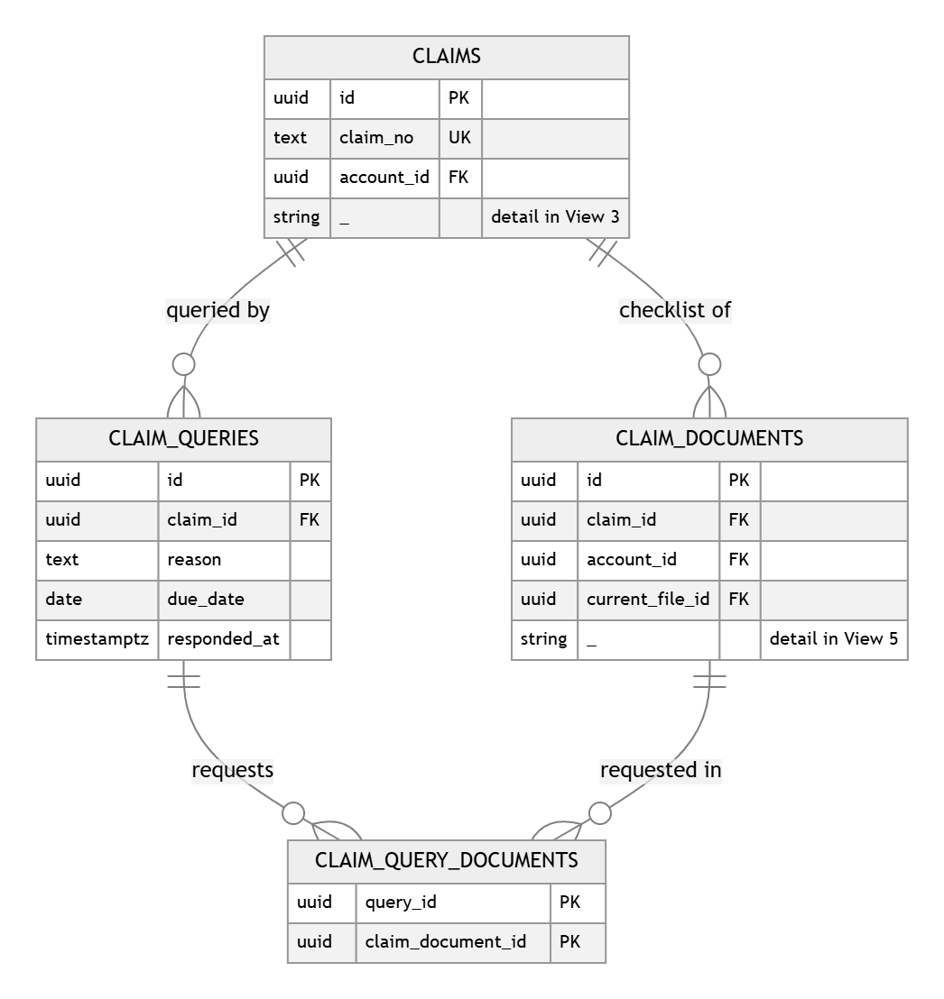 CLAIMS
uuid id PK
text claim_no UK
uuid account_id FK
string _ detail in View 3
queried by
checklist of
CLAIM_QUERIES
uuid id PK
uuid claim_id FK
text reason
date due_date
timestamptz responded_at
CLAIM_DOCUMENTS
uuid id PK
uuid claim_id FK
uuid account_id FK
uuid current_file_id FK
string _ detail in View 5
requests
requested in
CLAIM_QUERY_DOCUMENTS
uuid query_id PK
uuid claim_document_id PK